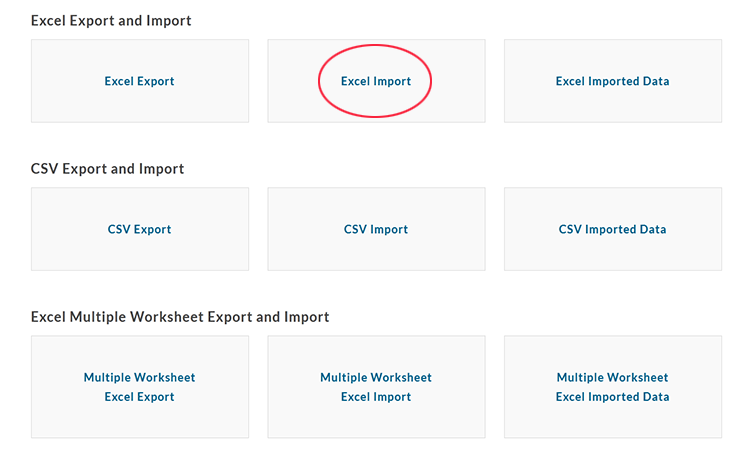 Excel Export and Import
Excel Export
Excel Import
Excel Imported Data
CSV Export and Import
CSV Export
CSV Import
CSV Imported Data
Excel Multiple Worksheet Export and Import
Multiple Worksheet
Excel Export
Multiple Worksheet
Excel Import
Multiple Worksheet
Excel Imported Data